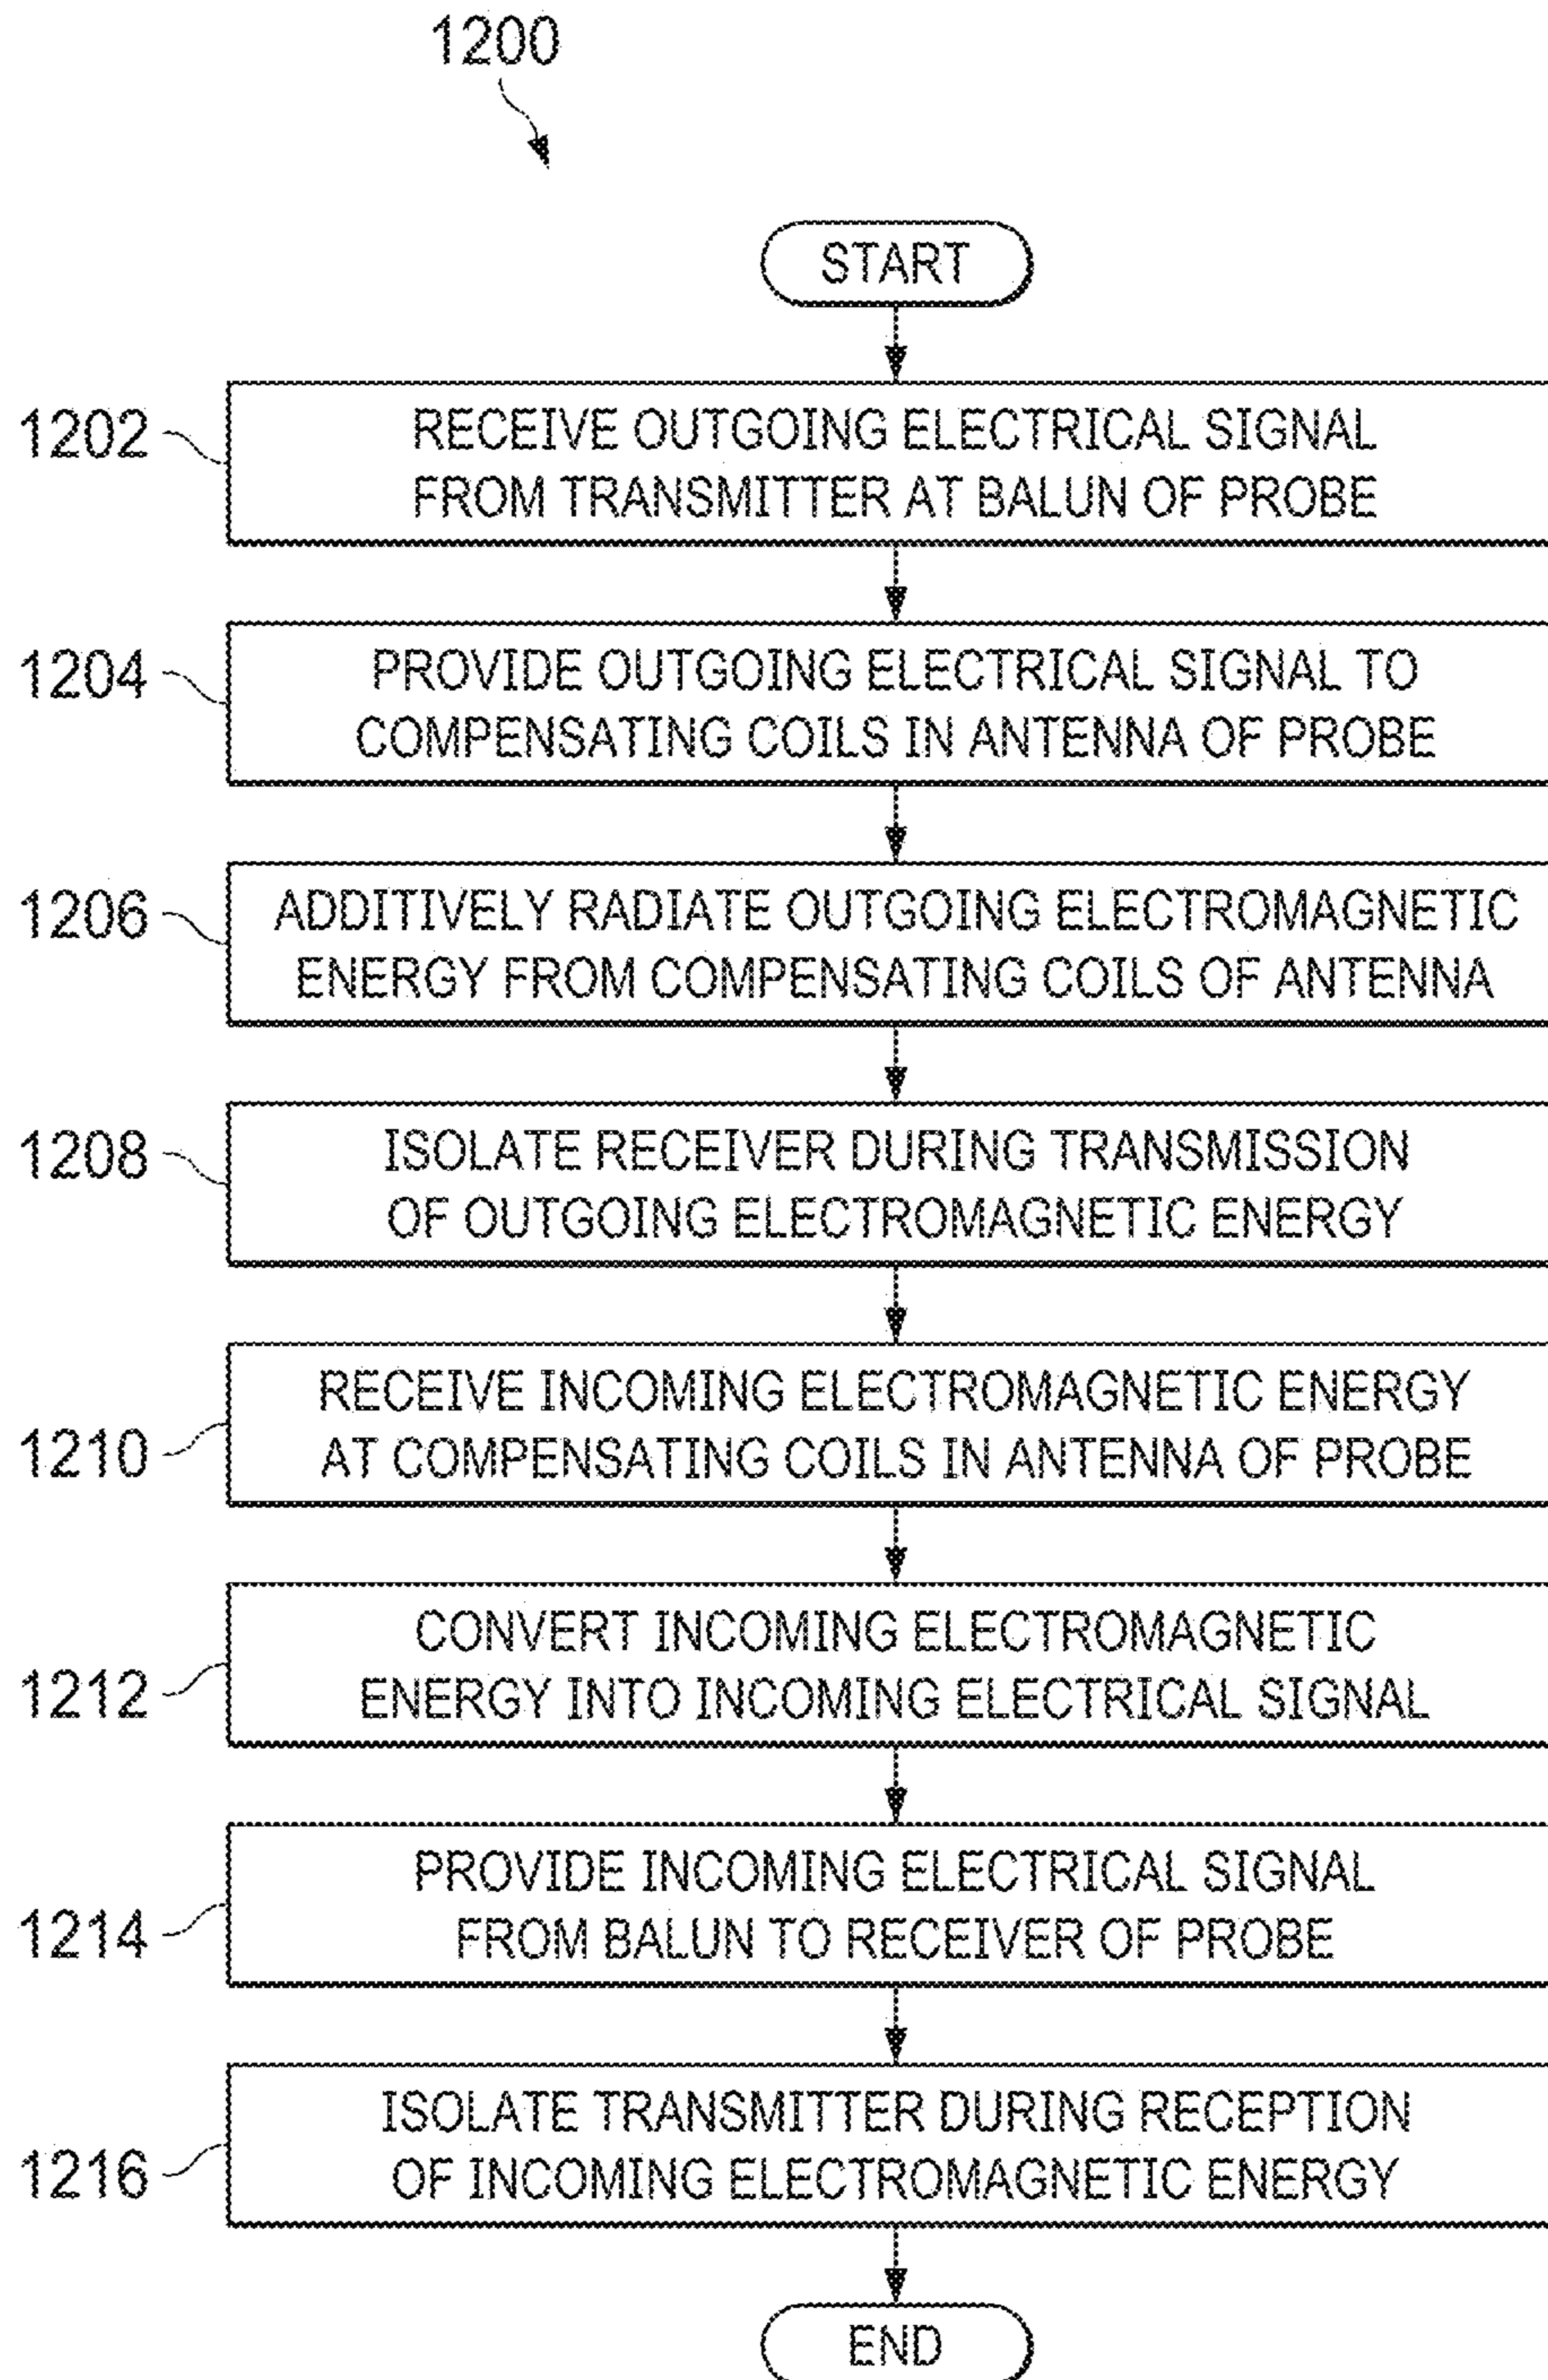 1200
START
1202
RECEIVE OUTGOING ELECTRICAL SIGNAL
FROM TRANSMITTER AT BALUN OF PROBE
1204
PROVIDE OUTGOING ELECTRICAL SIGNAL TO
COMPENSATING COILS IN ANTENNA OF PROBE
1206
ADDITIVELY RADIATE OUTGOING ELECTROMAGNETIC
ENERGY FROM COMPENSATING COILS OF ANTENNA
1208
ISOLATE RECEIVER DURING TRANSMISSION
OF OUTGOING ELECTROMAGNETIC ENERGY
1210
RECEIVE INCOMING ELECTROMAGNETIC ENERGY
AT COMPENSATING COILS IN ANTENNA OF PROBE
1212
CONVERT INCOMING ELECTROMAGNETIC
ENERGY INTO INCOMING ELECTRICAL SIGNAL
1214
PROVIDE INCOMING ELECTRICAL SIGNAL
FROM BALUN TO RECEIVER OF PROBE
1216
ISOLATE TRANSMITTER DURING RECEPTION
OF INCOMING ELECTROMAGNETIC ENERGY
END